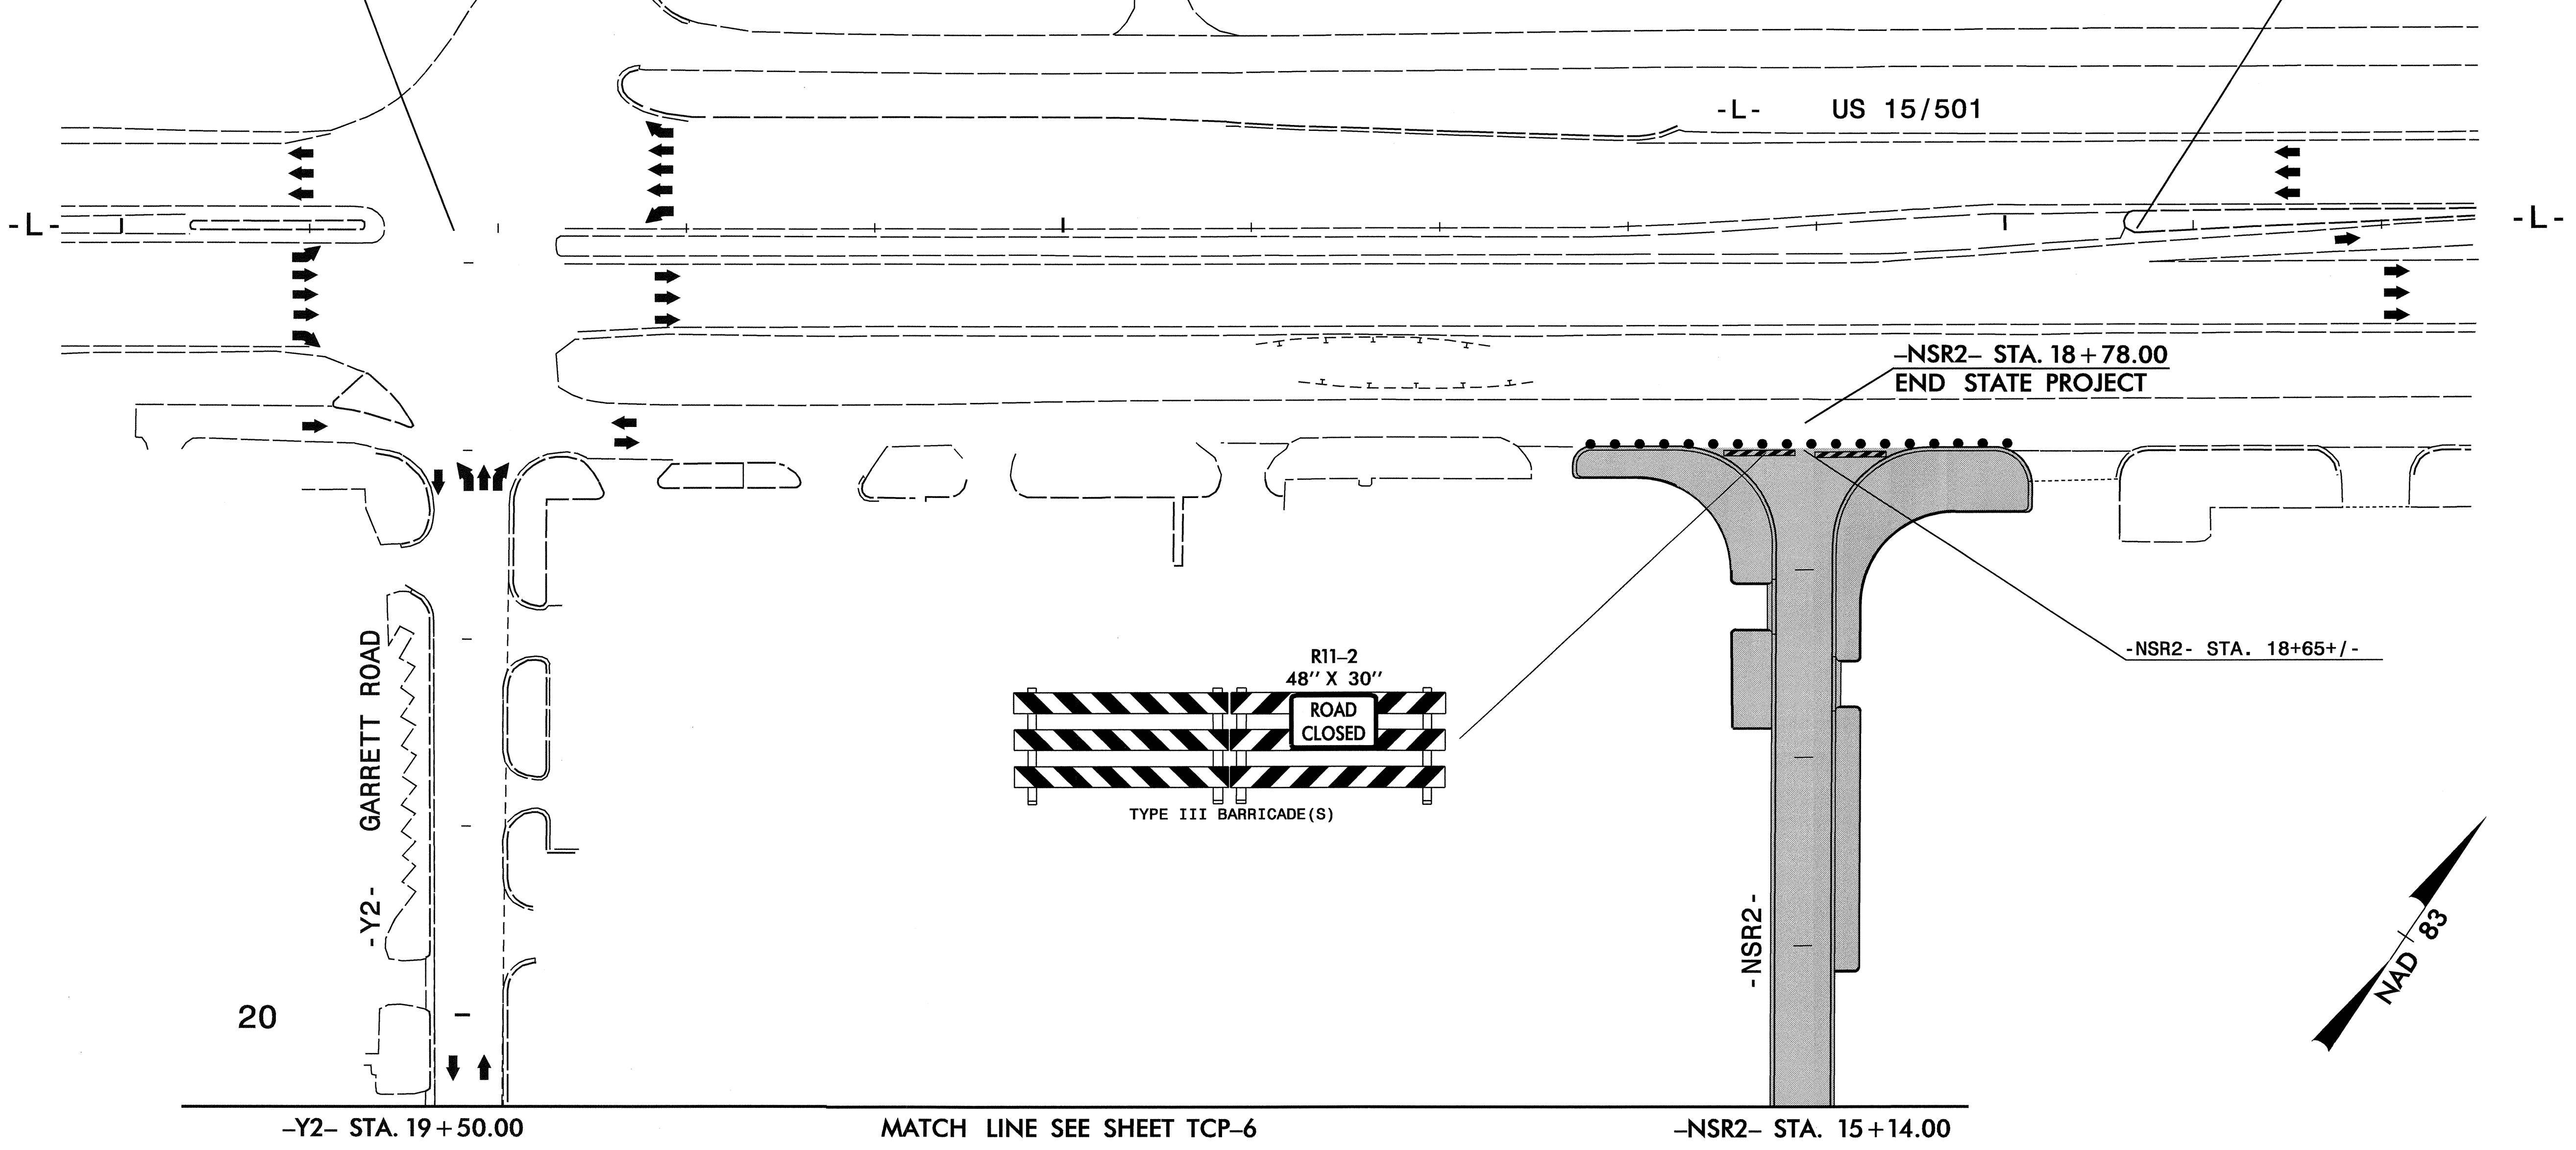 -L- US 15/501
-L-
-L-
–NSR2– STA. 18+78.00
END STATE PROJECT
-NSR2- STA. 18+65+/-
R11–2
48'' X 30''
ROAD
CLOSED
TYPE III BARRICADE(S)
-Y2- GARRETT ROAD
-NSR2-
NAD 83
20
–Y2– STA. 19+50.00
MATCH LINE SEE SHEET TCP–6
–NSR2– STA. 15+14.00